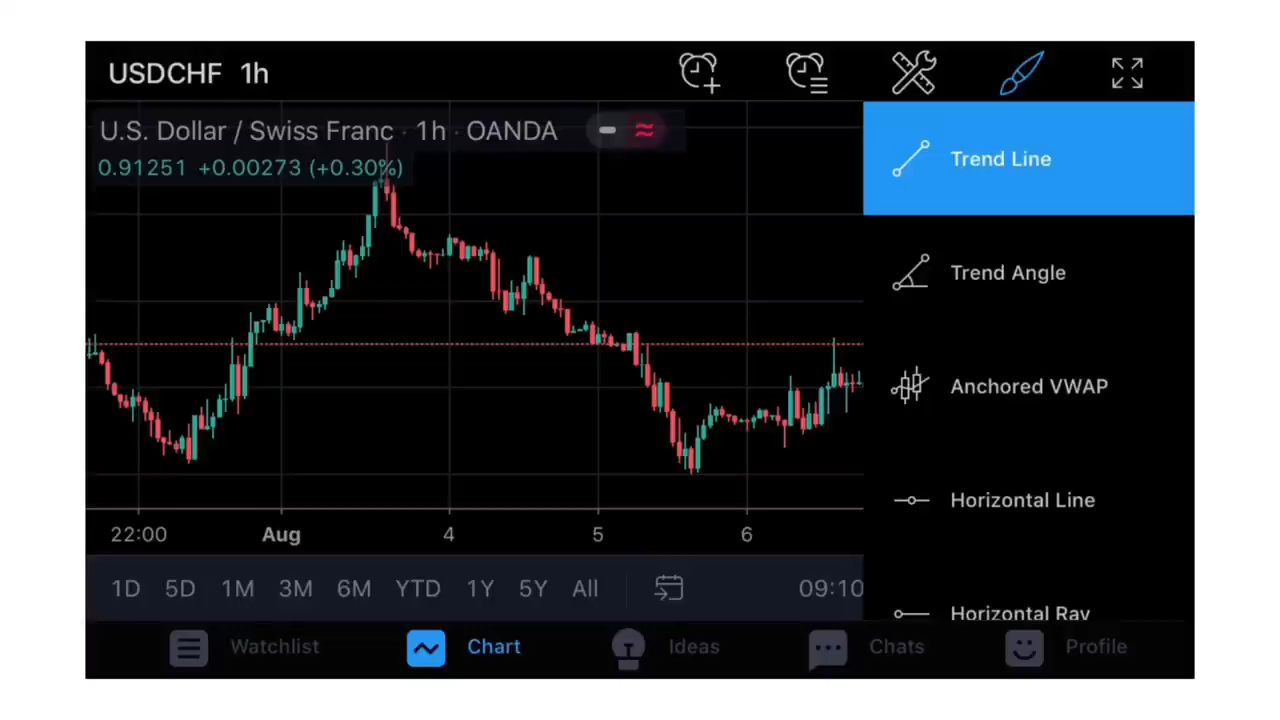 USDCHF 1h
U.S. Dollar / Swiss Franc · 1h · OANDA
0.91251 +0.00273 (+0.30%)
Trend Line
Trend Angle
Anchored VWAP
Horizontal Line
Horizontal Ray
22:00 Aug 4 5 6
1D 5D 1M 3M 6M YTD 1Y 5Y All 09:10
Watchlist Chart Ideas Chats Profile